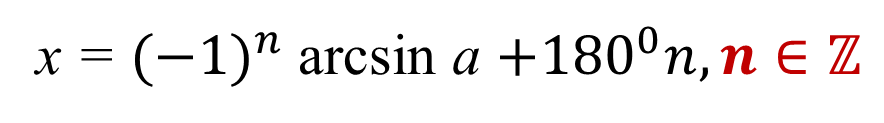 x = (−1)ⁿ arcsin a +180⁰n, n ∈ ℤ